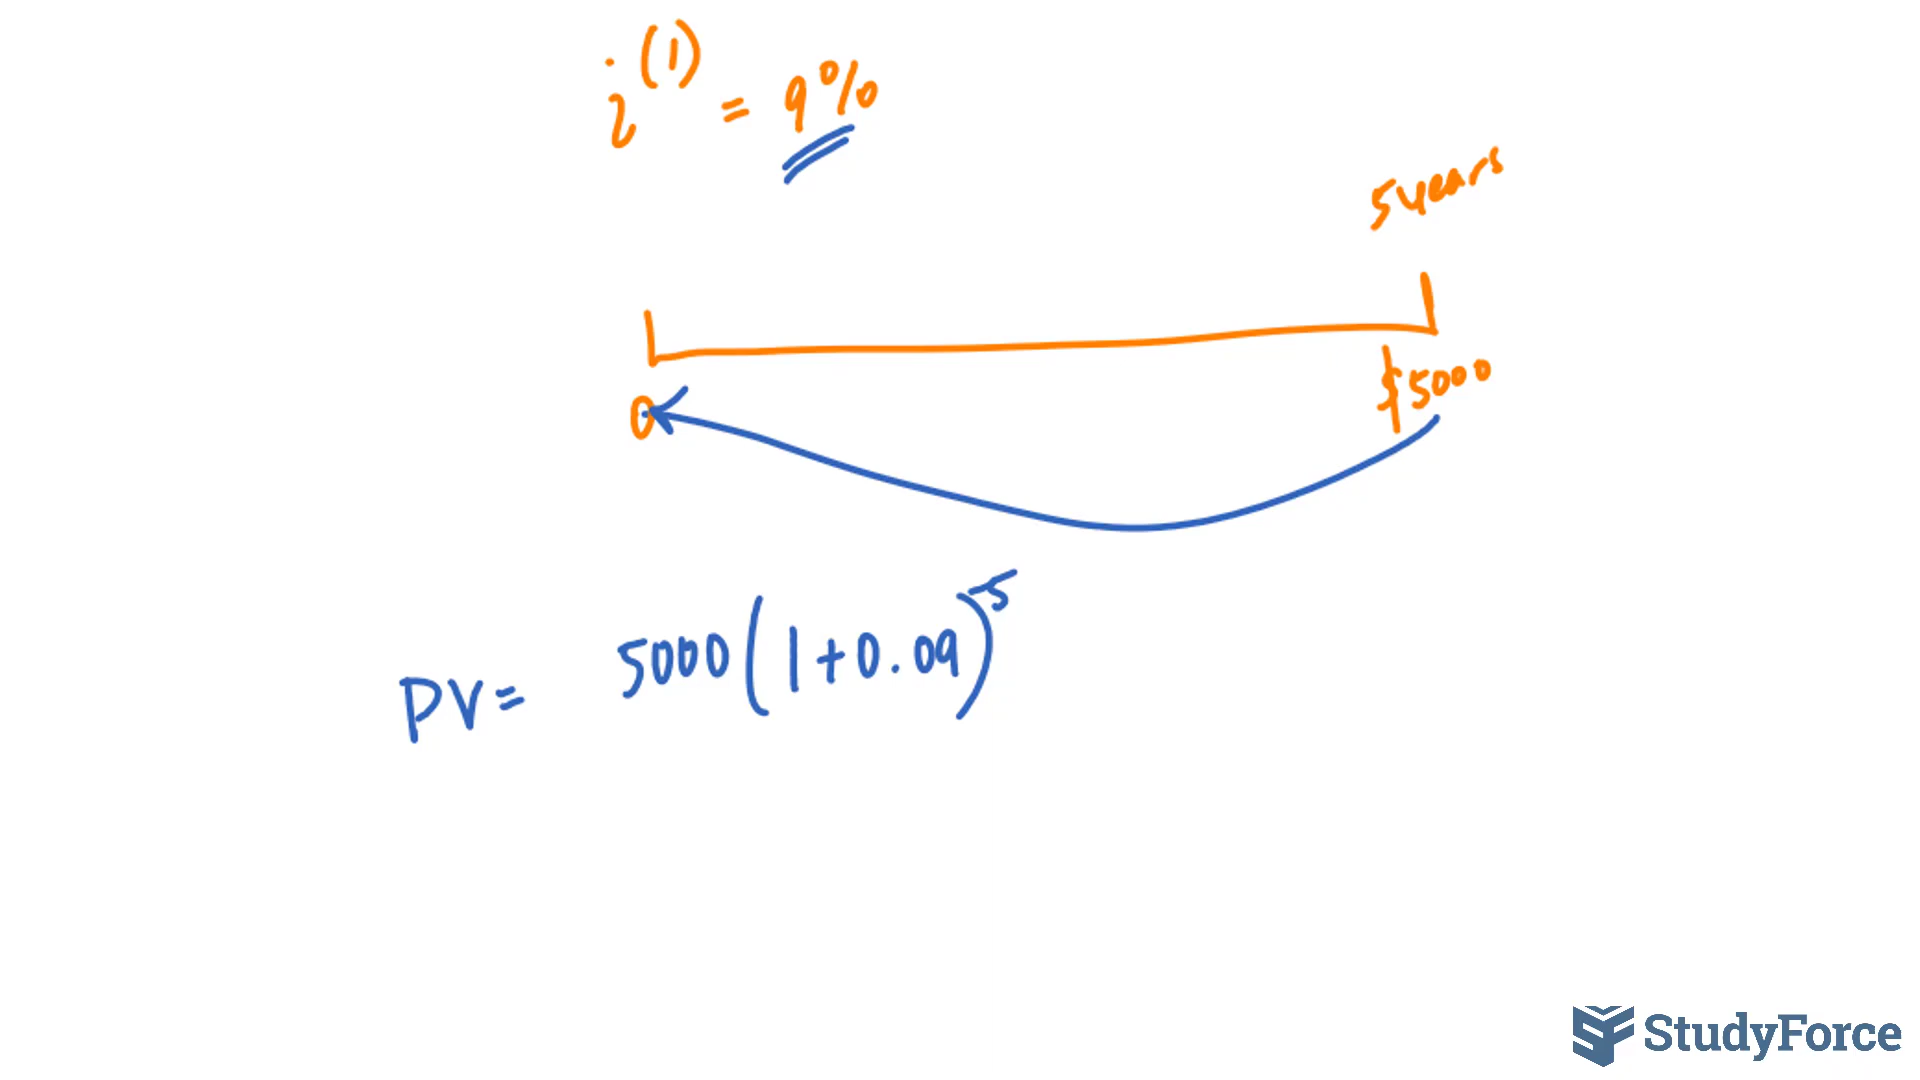 i^(1) = 9%
5 years
0
$5000
PV = 5000(1+0.09)^-5
StudyForce